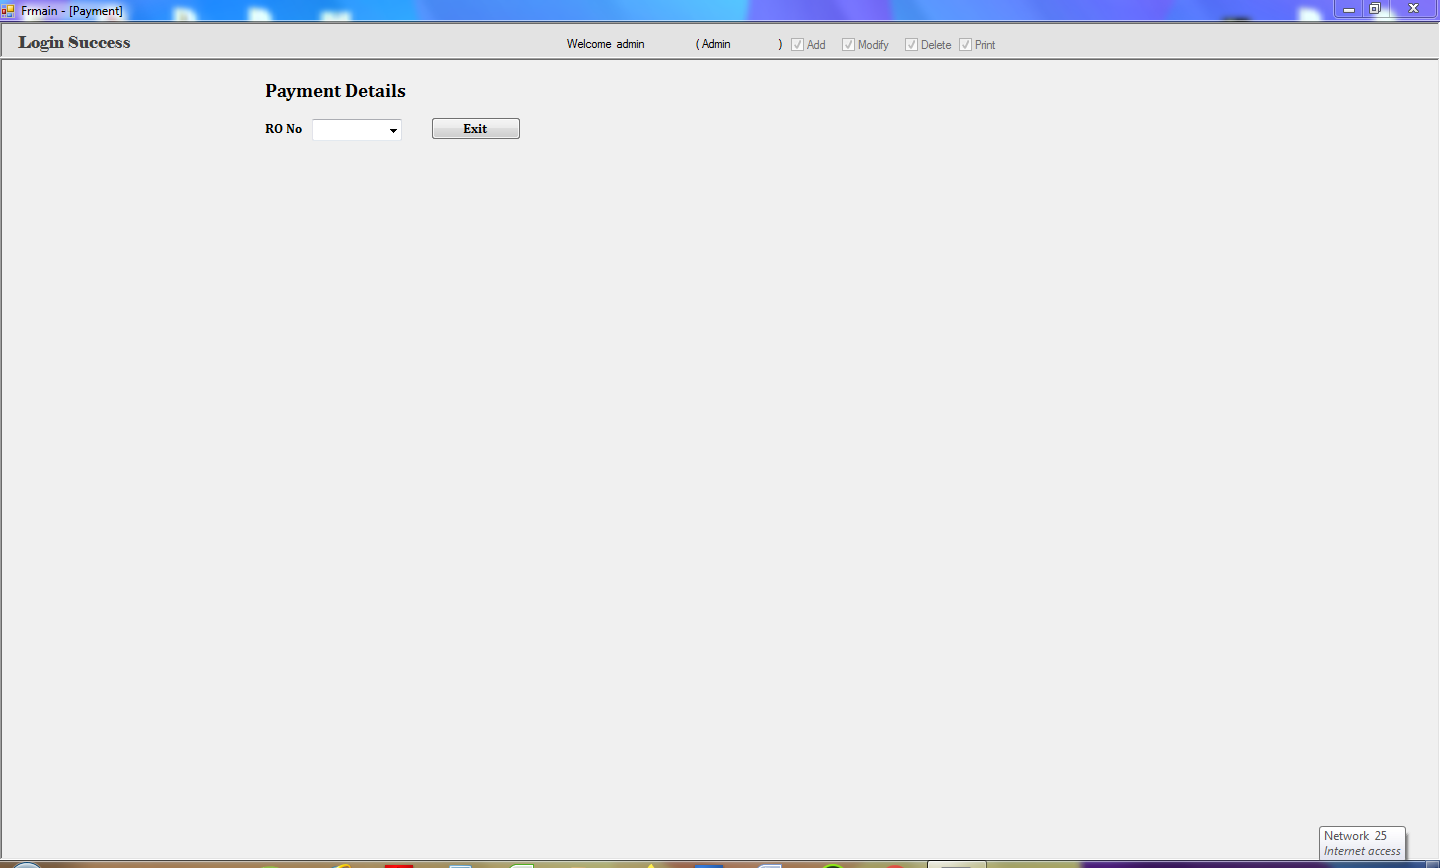 Frmain - [Payment]
Login Success
Welcome admin ( Admin ) Add Modify Delete Print
Payment Details
RO No Exit
Network 25
Internet access